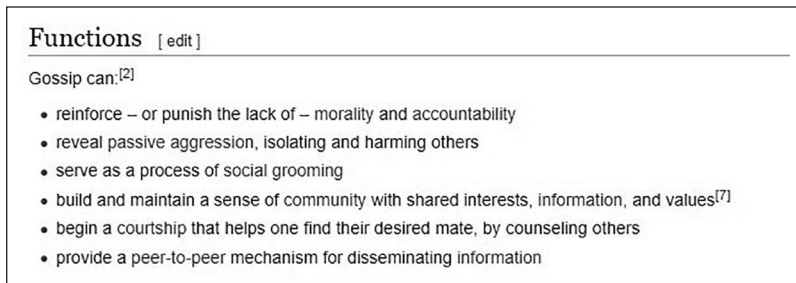 Functions [ edit ]
Gossip can:[2]
• reinforce – or punish the lack of – morality and accountability
• reveal passive aggression, isolating and harming others
• serve as a process of social grooming
• build and maintain a sense of community with shared interests, information, and values[7]
• begin a courtship that helps one find their desired mate, by counseling others
• provide a peer-to-peer mechanism for disseminating information